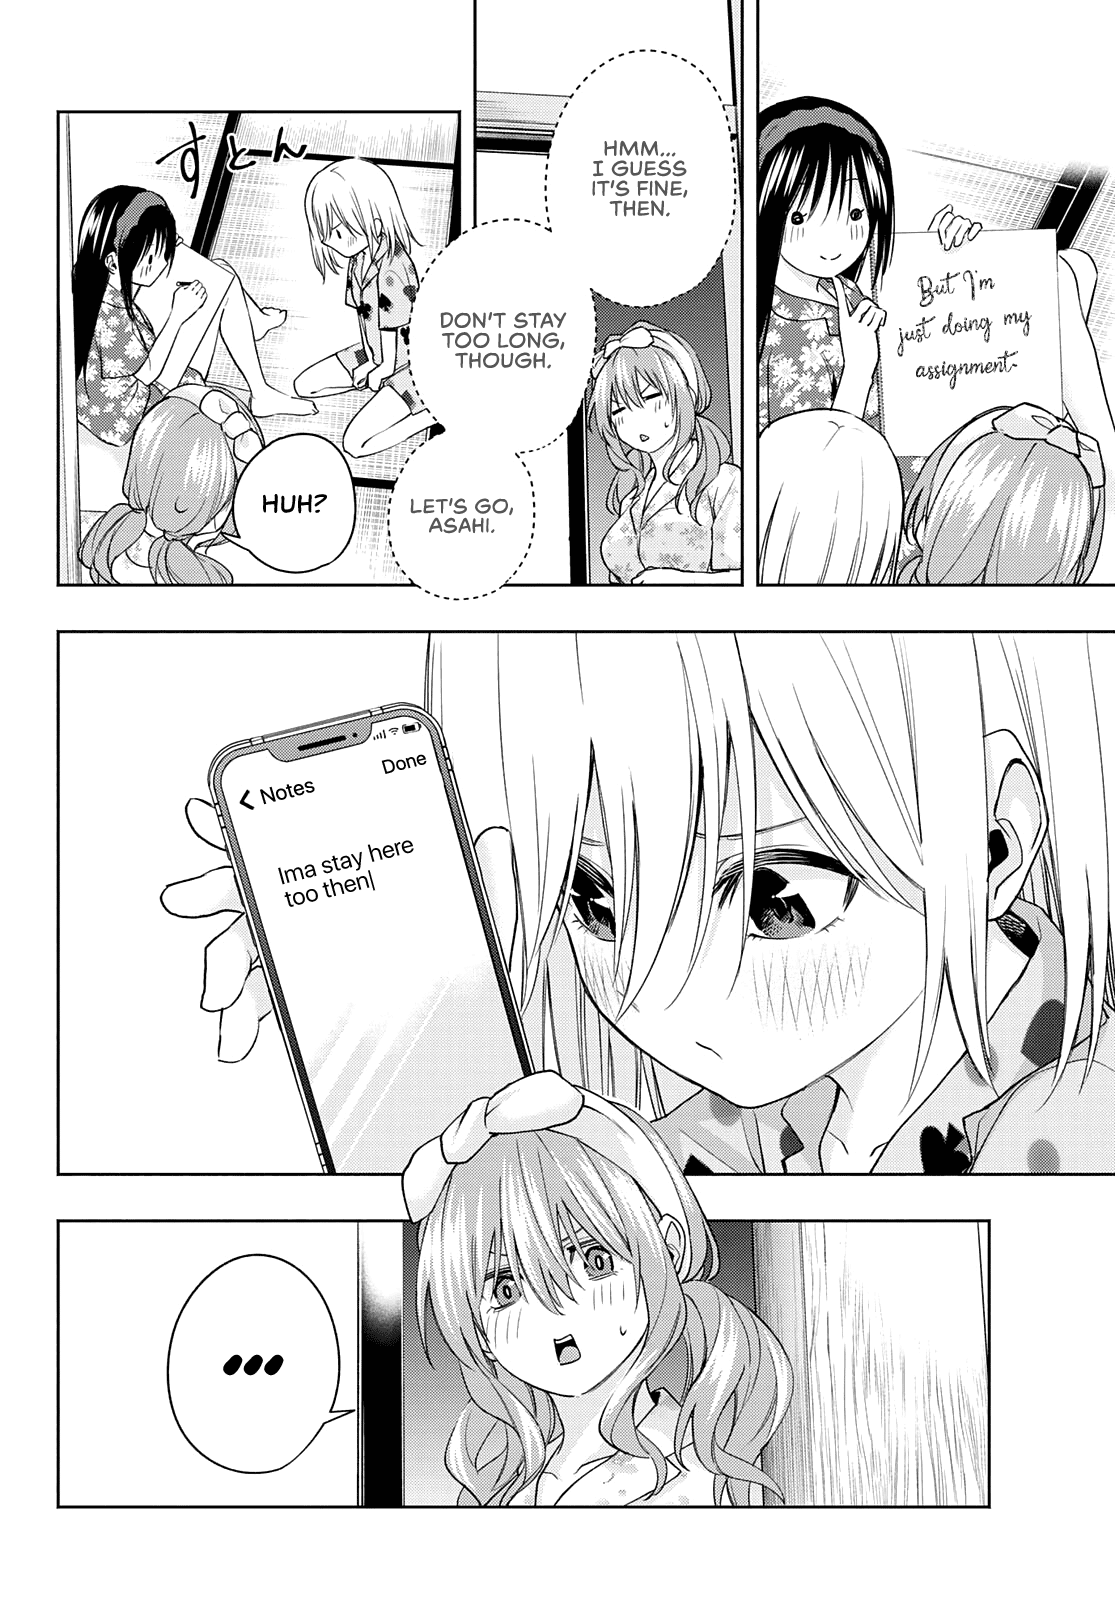 But I'm
just doing my
assignment~
HMM...
I GUESS
IT'S FINE,
THEN.
DON'T STAY
TOO LONG,
THOUGH.
LET'S GO,
ASAHI.
すとん
HUH?
Notes
Done
Ima stay here
too then
...